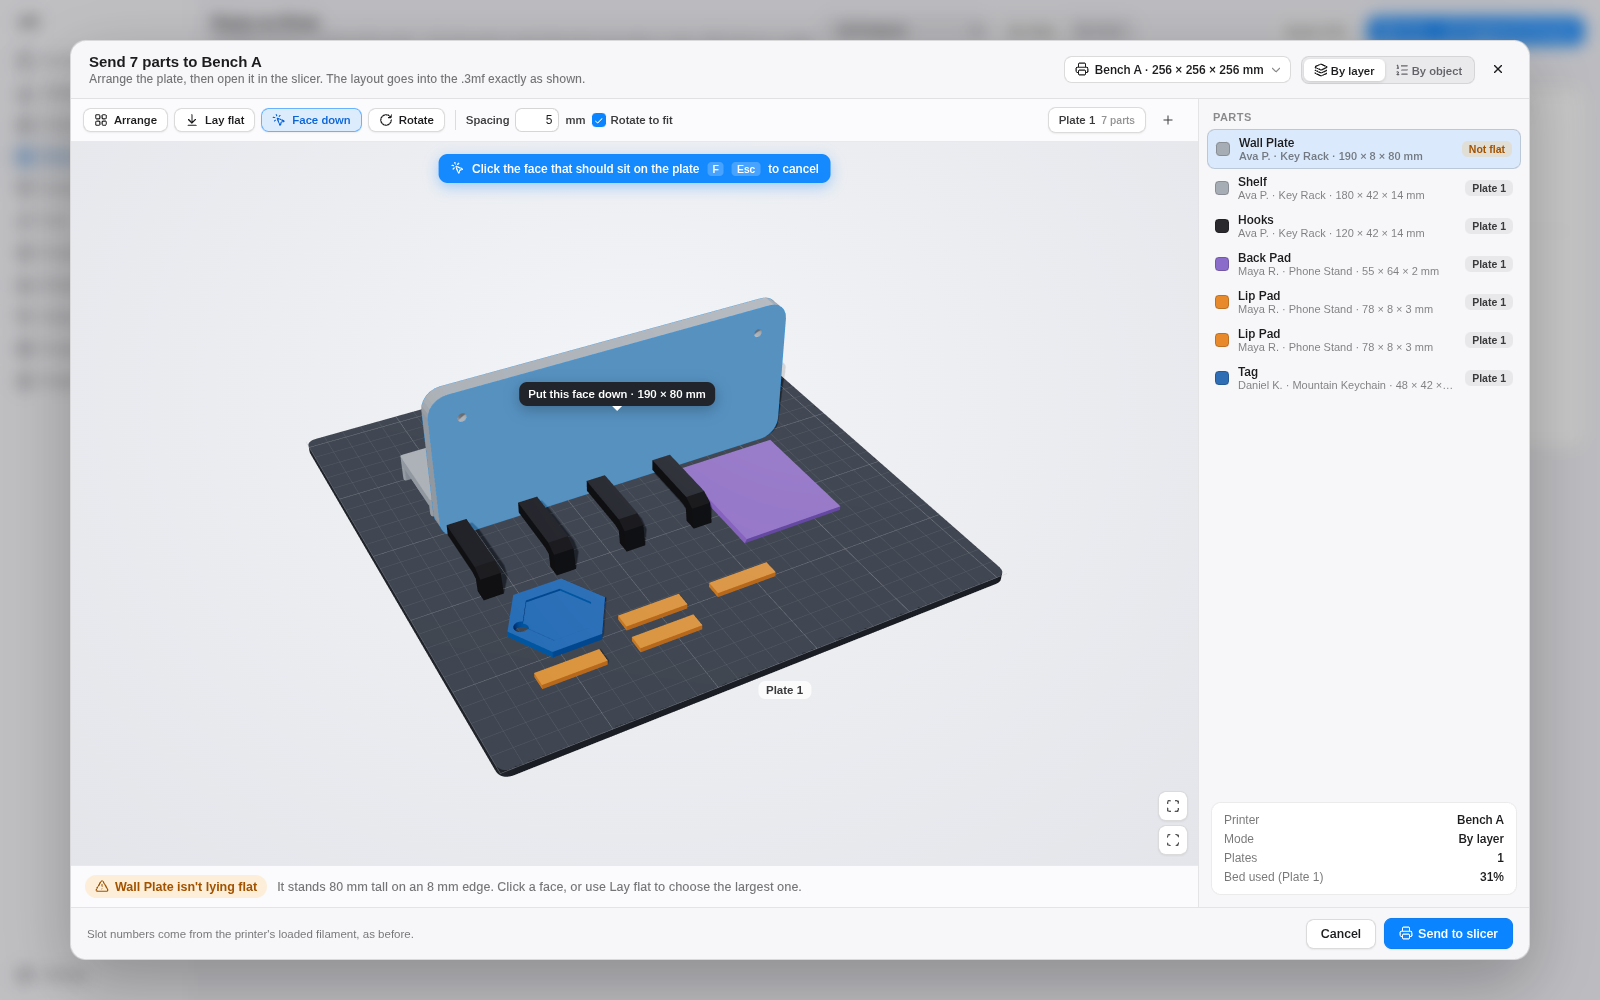 Send 7 parts to Bench A
Arrange the plate, then open it in the slicer. The layout goes into the .3mf exactly as shown.
Bench A · 256 × 256 × 256 mm
By layer
By object
Arrange
Lay flat
Face down
Rotate
Spacing
5
mm
Rotate to fit
Plate 1 7 parts
Click the face that should sit on the plate F Esc to cancel
Put this face down · 190 × 80 mm
Plate 1
PARTS
Wall Plate
Ava P. · Key Rack · 190 × 8 × 80 mm
Not flat
Shelf
Ava P. · Key Rack · 180 × 42 × 14 mm
Plate 1
Hooks
Ava P. · Key Rack · 120 × 42 × 14 mm
Plate 1
Back Pad
Maya R. · Phone Stand · 55 × 64 × 2 mm
Plate 1
Lip Pad
Maya R. · Phone Stand · 78 × 8 × 3 mm
Plate 1
Lip Pad
Maya R. · Phone Stand · 78 × 8 × 3 mm
Plate 1
Tag
Daniel K. · Mountain Keychain · 48 × 42 ×…
Plate 1
Printer Bench A
Mode By layer
Plates 1
Bed used (Plate 1) 31%
Wall Plate isn't lying flat
It stands 80 mm tall on an 8 mm edge. Click a face, or use Lay flat to choose the largest one.
Slot numbers come from the printer's loaded filament, as before.
Cancel
Send to slicer